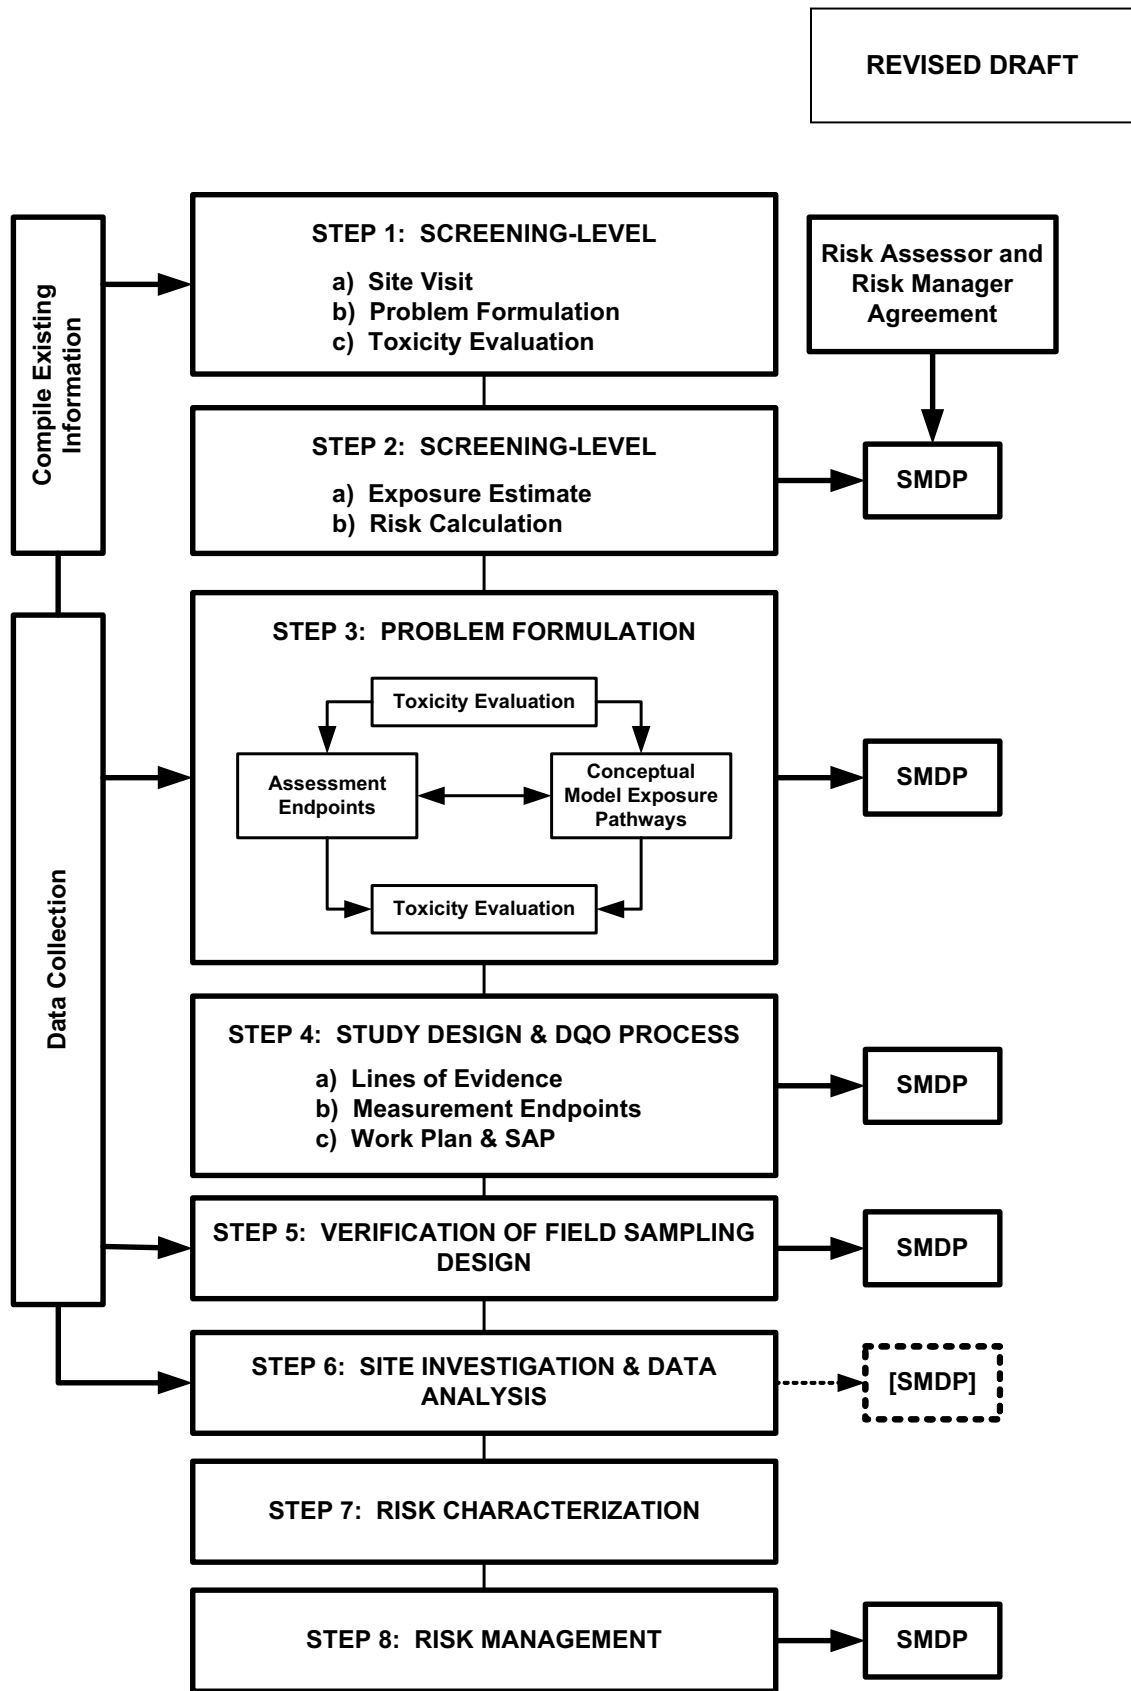 REVISED DRAFT
Compile Existing
Information
STEP 1: SCREENING-LEVEL
a) Site Visit
b) Problem Formulation
c) Toxicity Evaluation
Risk Assessor and
Risk Manager
Agreement
STEP 2: SCREENING-LEVEL
a) Exposure Estimate
b) Risk Calculation
SMDP
Data Collection
STEP 3: PROBLEM FORMULATION
Toxicity Evaluation
Assessment
Endpoints
Conceptual
Model Exposure
Pathways
Toxicity Evaluation
SMDP
STEP 4: STUDY DESIGN & DQO PROCESS
a) Lines of Evidence
b) Measurement Endpoints
c) Work Plan & SAP
SMDP
STEP 5: VERIFICATION OF FIELD SAMPLING
DESIGN
SMDP
STEP 6: SITE INVESTIGATION & DATA
ANALYSIS
[SMDP]
STEP 7: RISK CHARACTERIZATION
STEP 8: RISK MANAGEMENT
SMDP